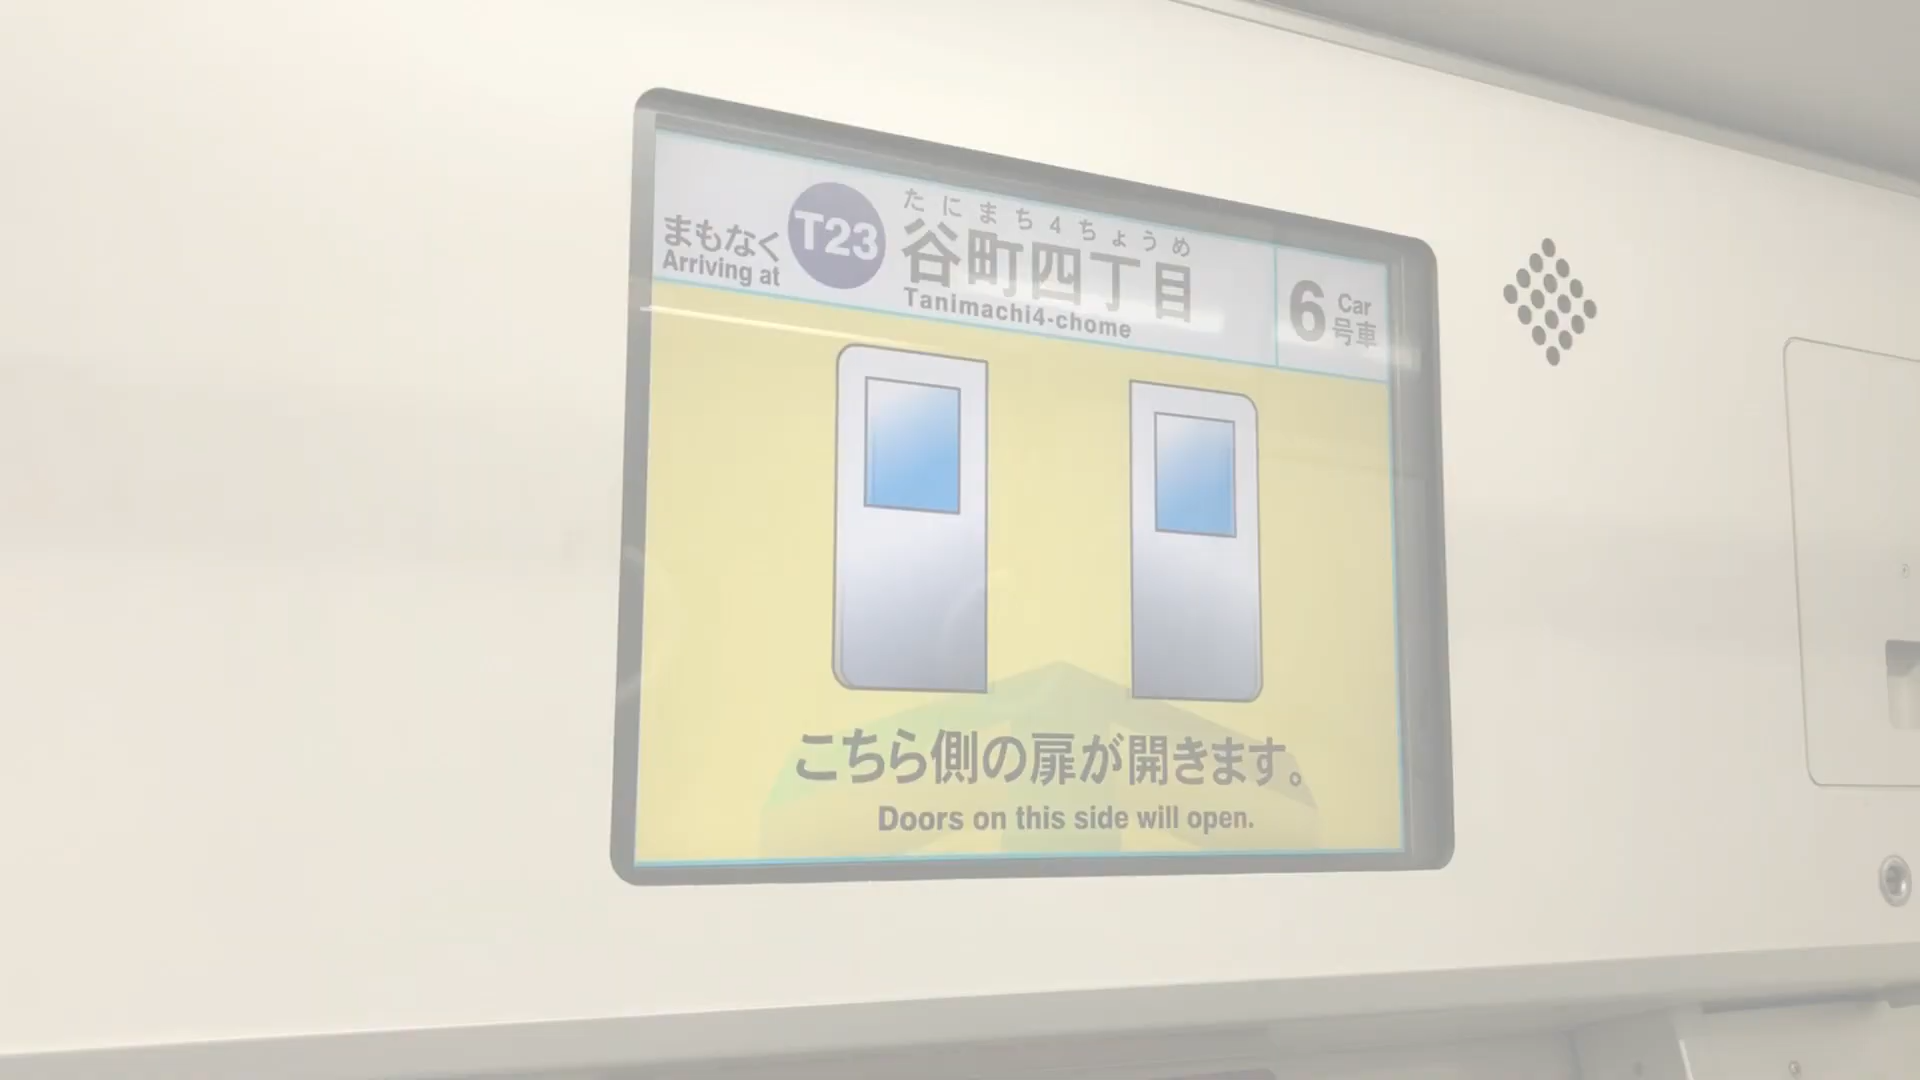 まもなく
Arriving at
T23
たにまち4ちょうめ
谷町四丁目
Tanimachi4-chome
6 Car
号車
こちら側の扉が開きます。
Doors on this side will open.